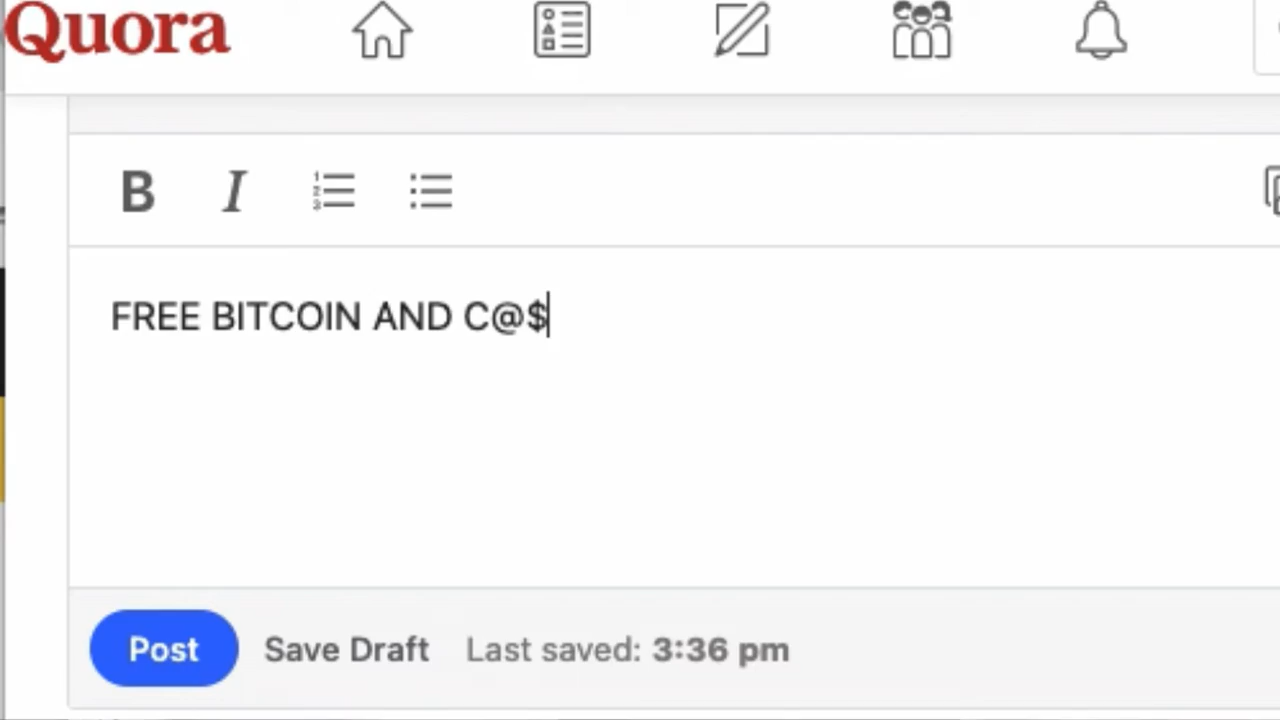 Quora
B I
FREE BITCOIN AND C@$
Post Save Draft Last saved: 3:36 pm